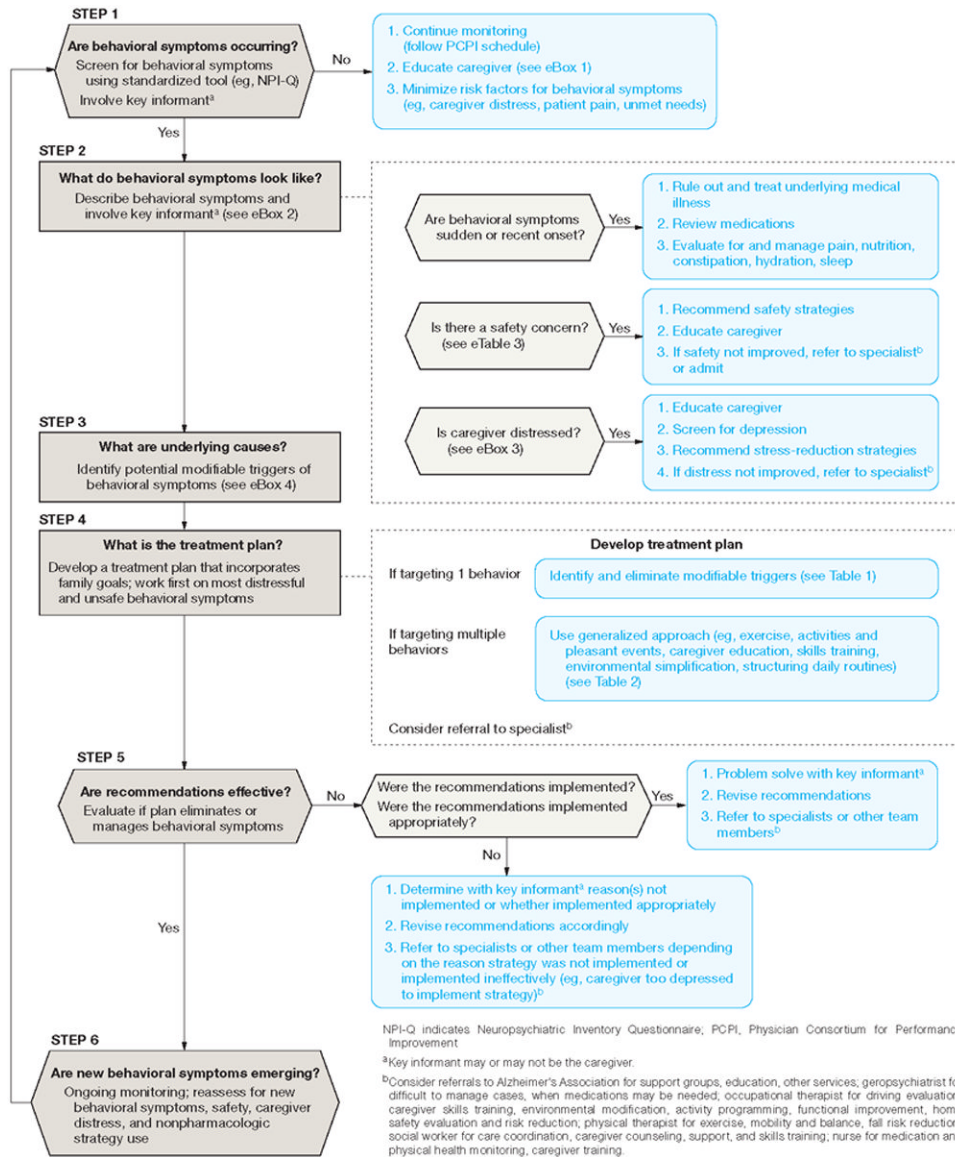 STEP 1
Are behavioral symptoms occurring?
Screen for behavioral symptoms
using standardized tool (eg, NPI-Q)
Involve key informantᵃ
No
1. Continue monitoring
(follow PCPI schedule)
2. Educate caregiver (see eBox 1)
3. Minimize risk factors for behavioral symptoms
(eg, caregiver distress, patient pain, unmet needs)
Yes
STEP 2
What do behavioral symptoms look like?
Describe behavioral symptoms and
involve key informantᵃ (see eBox 2)
Are behavioral symptoms
sudden or recent onset?
Yes
1. Rule out and treat underlying medical
illness
2. Review medications
3. Evaluate for and manage pain, nutrition,
constipation, hydration, sleep
Is there a safety concern?
(see eTable 3)
Yes
1. Recommend safety strategies
2. Educate caregiver
3. If safety not improved, refer to specialistᵇ
or admit
Is caregiver distressed?
(see eBox 3)
Yes
1. Educate caregiver
2. Screen for depression
3. Recommend stress-reduction strategies
4. If distress not improved, refer to specialistᵇ
STEP 3
What are underlying causes?
Identify potential modifiable triggers of
behavioral symptoms (see eBox 4)
STEP 4
What is the treatment plan?
Develop a treatment plan that incorporates
family goals; work first on most distressful
and unsafe behavioral symptoms
Develop treatment plan
If targeting 1 behavior
Identify and eliminate modifiable triggers (see Table 1)
If targeting multiple
behaviors
Use generalized approach (eg, exercise, activities and
pleasant events, caregiver education, skills training,
environmental simplification, structuring daily routines)
(see Table 2)
Consider referral to specialistᵇ
STEP 5
Are recommendations effective?
Evaluate if plan eliminates or
manages behavioral symptoms
No
Were the recommendations implemented?
Were the recommendations implemented
appropriately?
Yes
1. Problem solve with key informantᵃ
2. Revise recommendations
3. Refer to specialists or other team
membersᵇ
No
1. Determine with key informantᵃ reason(s) not
implemented or whether implemented appropriately
2. Revise recommendations accordingly
3. Refer to specialists or other team members depending
on the reason strategy was not implemented or
implemented ineffectively (eg, caregiver too depressed
to implement strategy)ᵇ
Yes
STEP 6
Are new behavioral symptoms emerging?
Ongoing monitoring; reassess for new
behavioral symptoms, safety, caregiver
distress, and nonpharmacologic
strategy use
NPI-Q indicates Neuropsychiatric Inventory Questionnaire; PCPI, Physician Consortium for Performanc
Improvement
ᵃKey informant may or may not be the caregiver.
ᵇConsider referrals to Alzheimer's Association for support groups, education, other services; geropsychiatrist fo
difficult to manage cases, when medications may be needed; occupational therapist for driving evaluation
caregiver skills training, environmental modification, activity programming, functional improvement, hom
safety evaluation and risk reduction; physical therapist for exercise, mobility and balance, fall risk reduction
social worker for care coordination, caregiver counseling, support, and skills training; nurse for medication an
physical health monitoring, caregiver training.